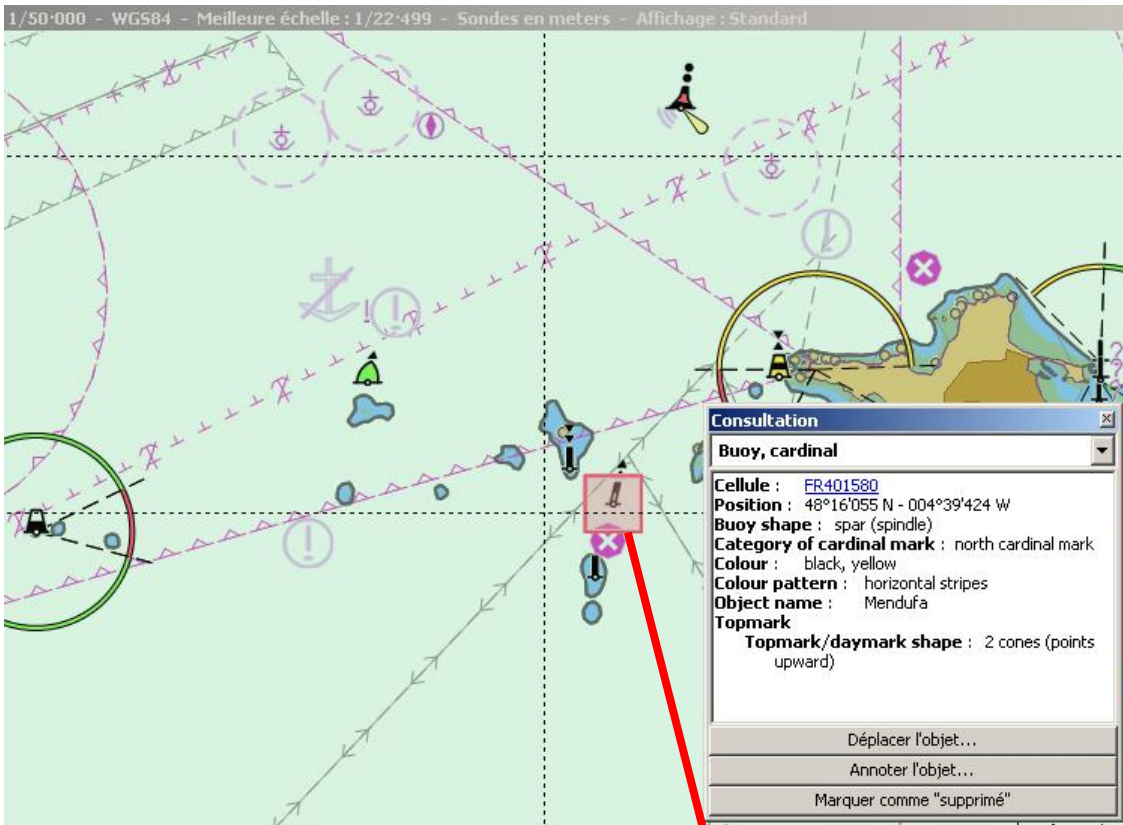 1/50·000 - WGS84 - Meilleure échelle : 1/22·499 - Sondes en meters - Affichage : Standard
Consultation
Buoy, cardinal
Cellule : FR401580
Position : 48°16'055 N - 004°39'424 W
Buoy shape : spar (spindle)
Category of cardinal mark : north cardinal mark
Colour : black, yellow
Colour pattern : horizontal stripes
Object name : Mendufa
Topmark
Topmark/daymark shape : 2 cones (points
upward)
Déplacer l'objet...
Annoter l'objet...
Marquer comme "supprimé"